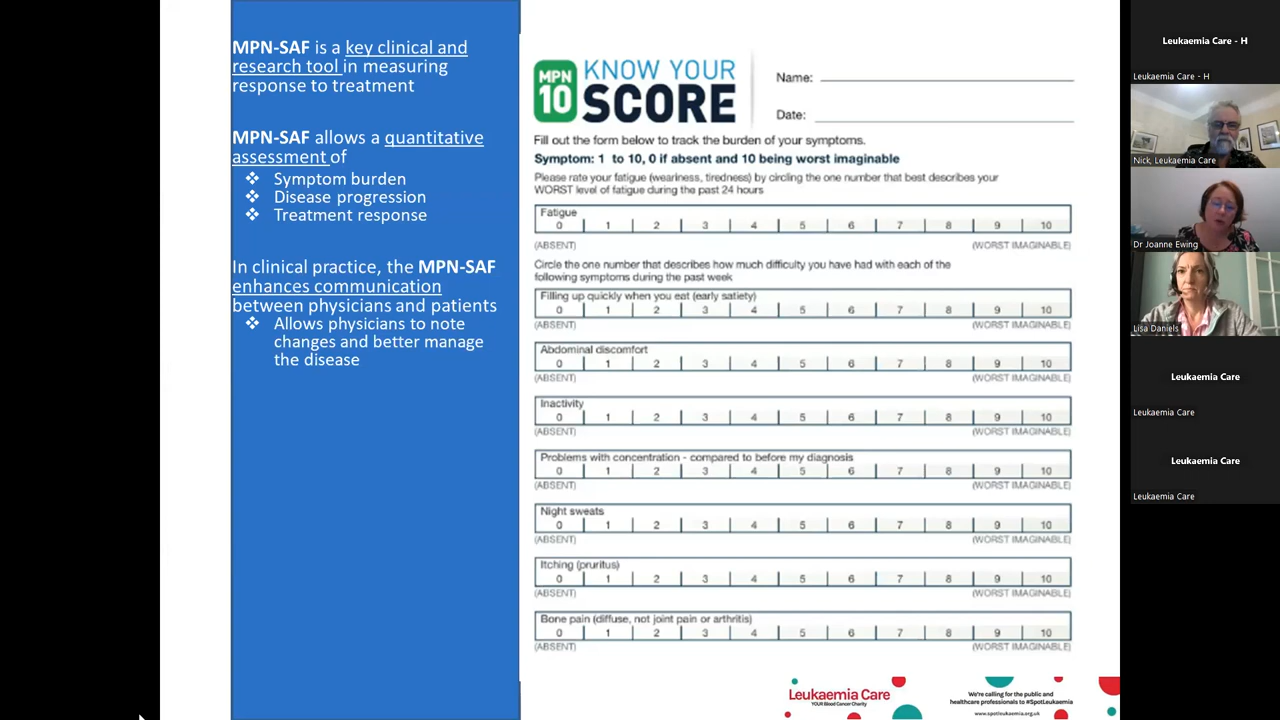 MPN-SAF is a key clinical and
research tool in measuring
response to treatment
MPN-SAF allows a quantitative
assessment of
Symptom burden
Disease progression
Treatment response
In clinical practice, the MPN-SAF
enhances communication
between physicians and patients
Allows physicians to note
changes and better manage
the disease
MPN
10
KNOW YOUR
SCORE
Name:
Date:
Fill out the form below to track the burden of your symptoms.
Symptom: 1 to 10, 0 if absent and 10 being worst imaginable
Please rate your fatigue (weariness, tiredness) by circling the one number that best describes your
WORST level of fatigue during the past 24 hours
Fatigue
0 1 2 3 4 5 6 7 8 9 10
(ABSENT) (WORST IMAGINABLE)
Circle the one number that describes how much difficulty you have had with each of the
following symptoms during the past week
Filling up quickly when you eat (early satiety)
0 1 2 3 4 5 6 7 8 9 10
(ABSENT) (WORST IMAGINABLE)
Abdominal discomfort
0 1 2 3 4 5 6 7 8 9 10
(ABSENT) (WORST IMAGINABLE)
Inactivity
0 1 2 3 4 5 6 7 8 9 10
(ABSENT) (WORST IMAGINABLE)
Problems with concentration - compared to before my diagnosis
0 1 2 3 4 5 6 7 8 9 10
(ABSENT) (WORST IMAGINABLE)
Night sweats
0 1 2 3 4 5 6 7 8 9 10
(ABSENT) (WORST IMAGINABLE)
Itching (pruritus)
0 1 2 3 4 5 6 7 8 9 10
(ABSENT) (WORST IMAGINABLE)
Bone pain (diffuse, not joint pain or arthritis)
0 1 2 3 4 5 6 7 8 9 10
(ABSENT) (WORST IMAGINABLE)
Leukaemia Care
YOUR Blood Cancer Charity
We're calling for the public and
healthcare professionals to #SpotLeukaemia
www.spotleukaemia.org.uk
Leukaemia Care - H
Leukaemia Care - H
Nick, Leukaemia Care
Dr Joanne Ewing
Lisa Daniels
Leukaemia Care
Leukaemia Care
Leukaemia Care
Leukaemia Care